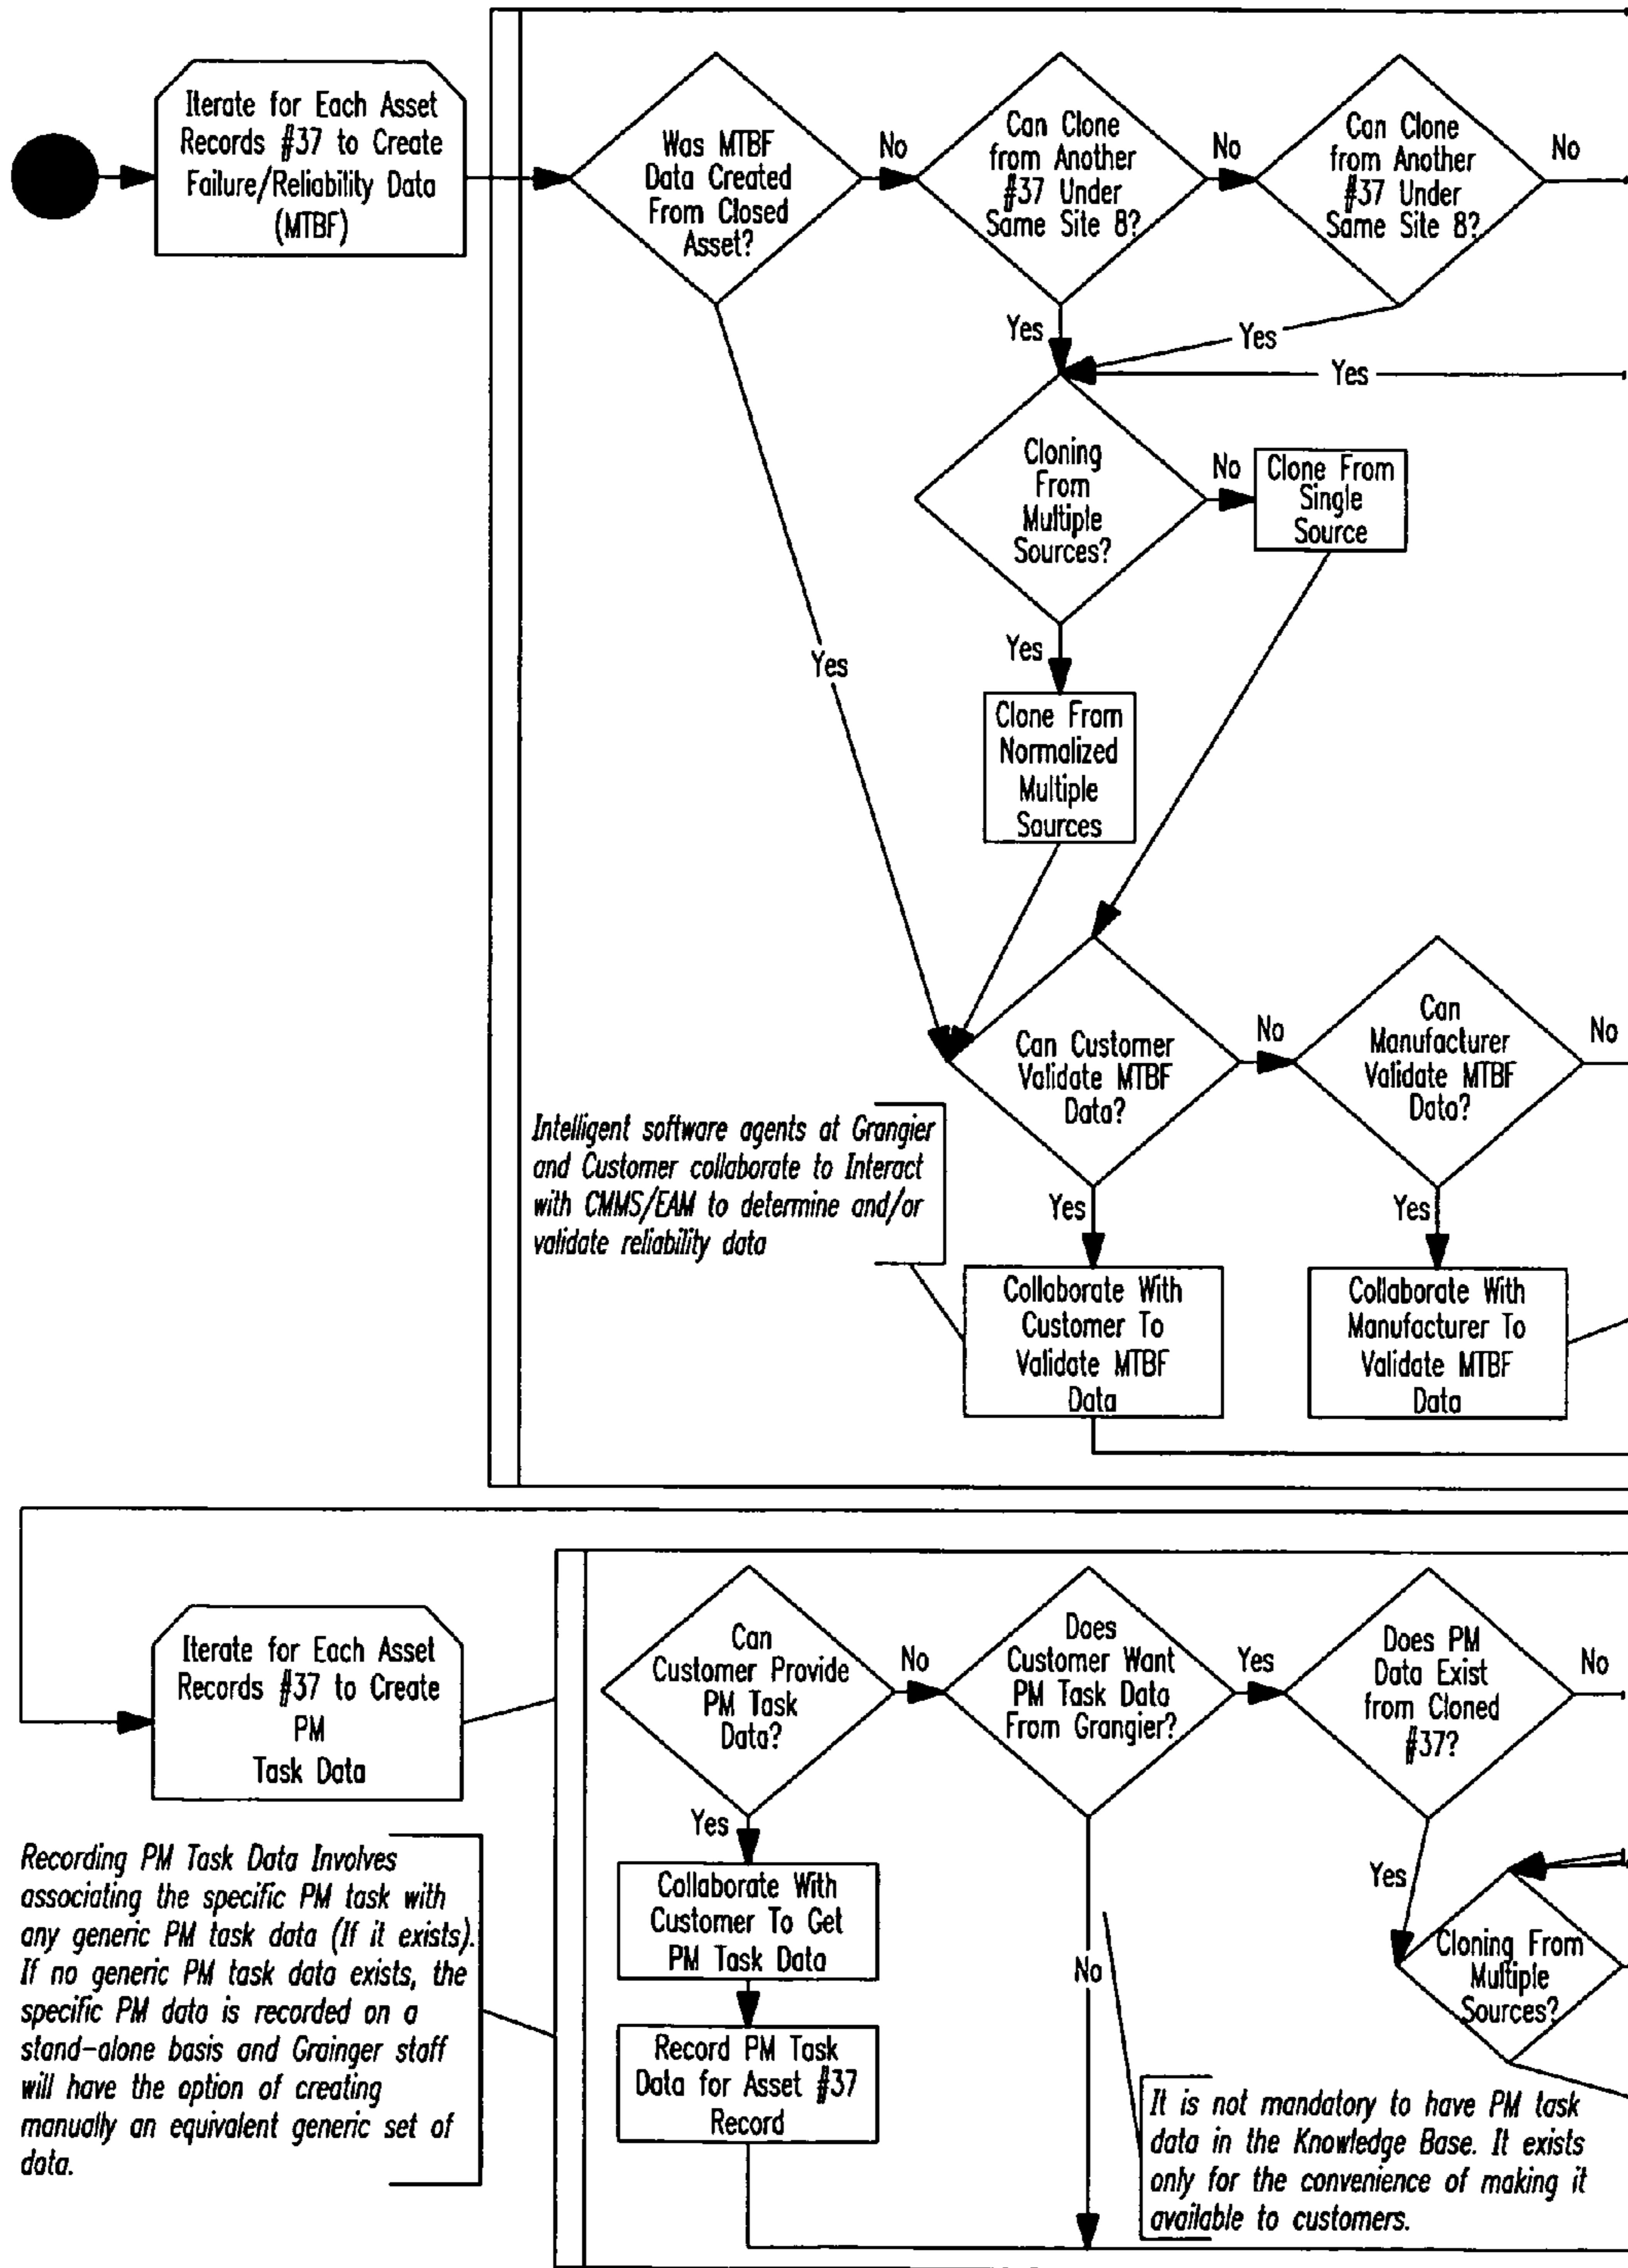 Iterate for Each Asset
Records #37 to Create
Failure/Reliability Data
(MTBF)
Was MTBF
Data Created
From Closed
Asset?
No
Can Clone
from Another
#37 Under
Same Site 8?
No
Can Clone
from Another
#37 Under
Same Site 8?
No
Yes
Yes
Yes
Cloning
From
Multiple
Sources?
No
Clone From
Single
Source
Yes
Yes
Clone From
Normalized
Multiple
Sources
Can Customer
Validate MTBF
Data?
No
Can
Manufacturer
Validate MTBF
Data?
No
Intelligent software agents at Grangier
and Customer collaborate to Interact
with CMMS/EAM to determine and/or
validate reliability data
Yes
Yes
Collaborate With
Customer To
Validate MTBF
Data
Collaborate With
Manufacturer To
Validate MTBF
Data
Iterate for Each Asset
Records #37 to Create
PM
Task Data
Can
Customer Provide
PM Task
Data?
No
Does
Customer Want
PM Task Data
From Grangier?
Yes
Does PM
Data Exist
from Cloned
#37?
No
Yes
Yes
Recording PM Task Data Involves
associating the specific PM task with
any generic PM task data (If it exists).
If no generic PM task data exists, the
specific PM data is recorded on a
stand-alone basis and Grainger staff
will have the option of creating
manually an equivalent generic set of
data.
Collaborate With
Customer To Get
PM Task Data
No
Cloning From
Multiple
Sources?
Record PM Task
Data for Asset #37
Record
It is not mandatory to have PM task
data in the Knowledge Base. It exists
only for the convenience of making it
available to customers.